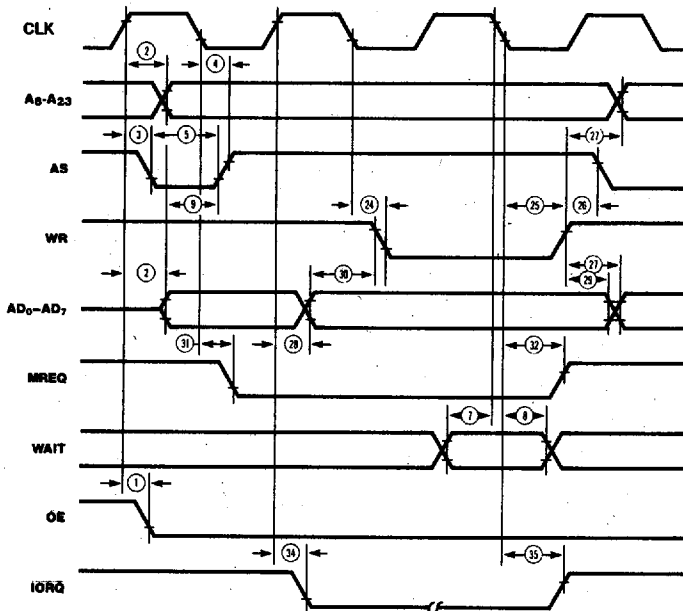 CLK
2 4
A8-A23
3 5 27
AS
9 24 25 26
WR
2 30 27
29
AD0-AD7
31 28 32
MREQ
7 8
WAIT
1
OE
34 35
IORQ